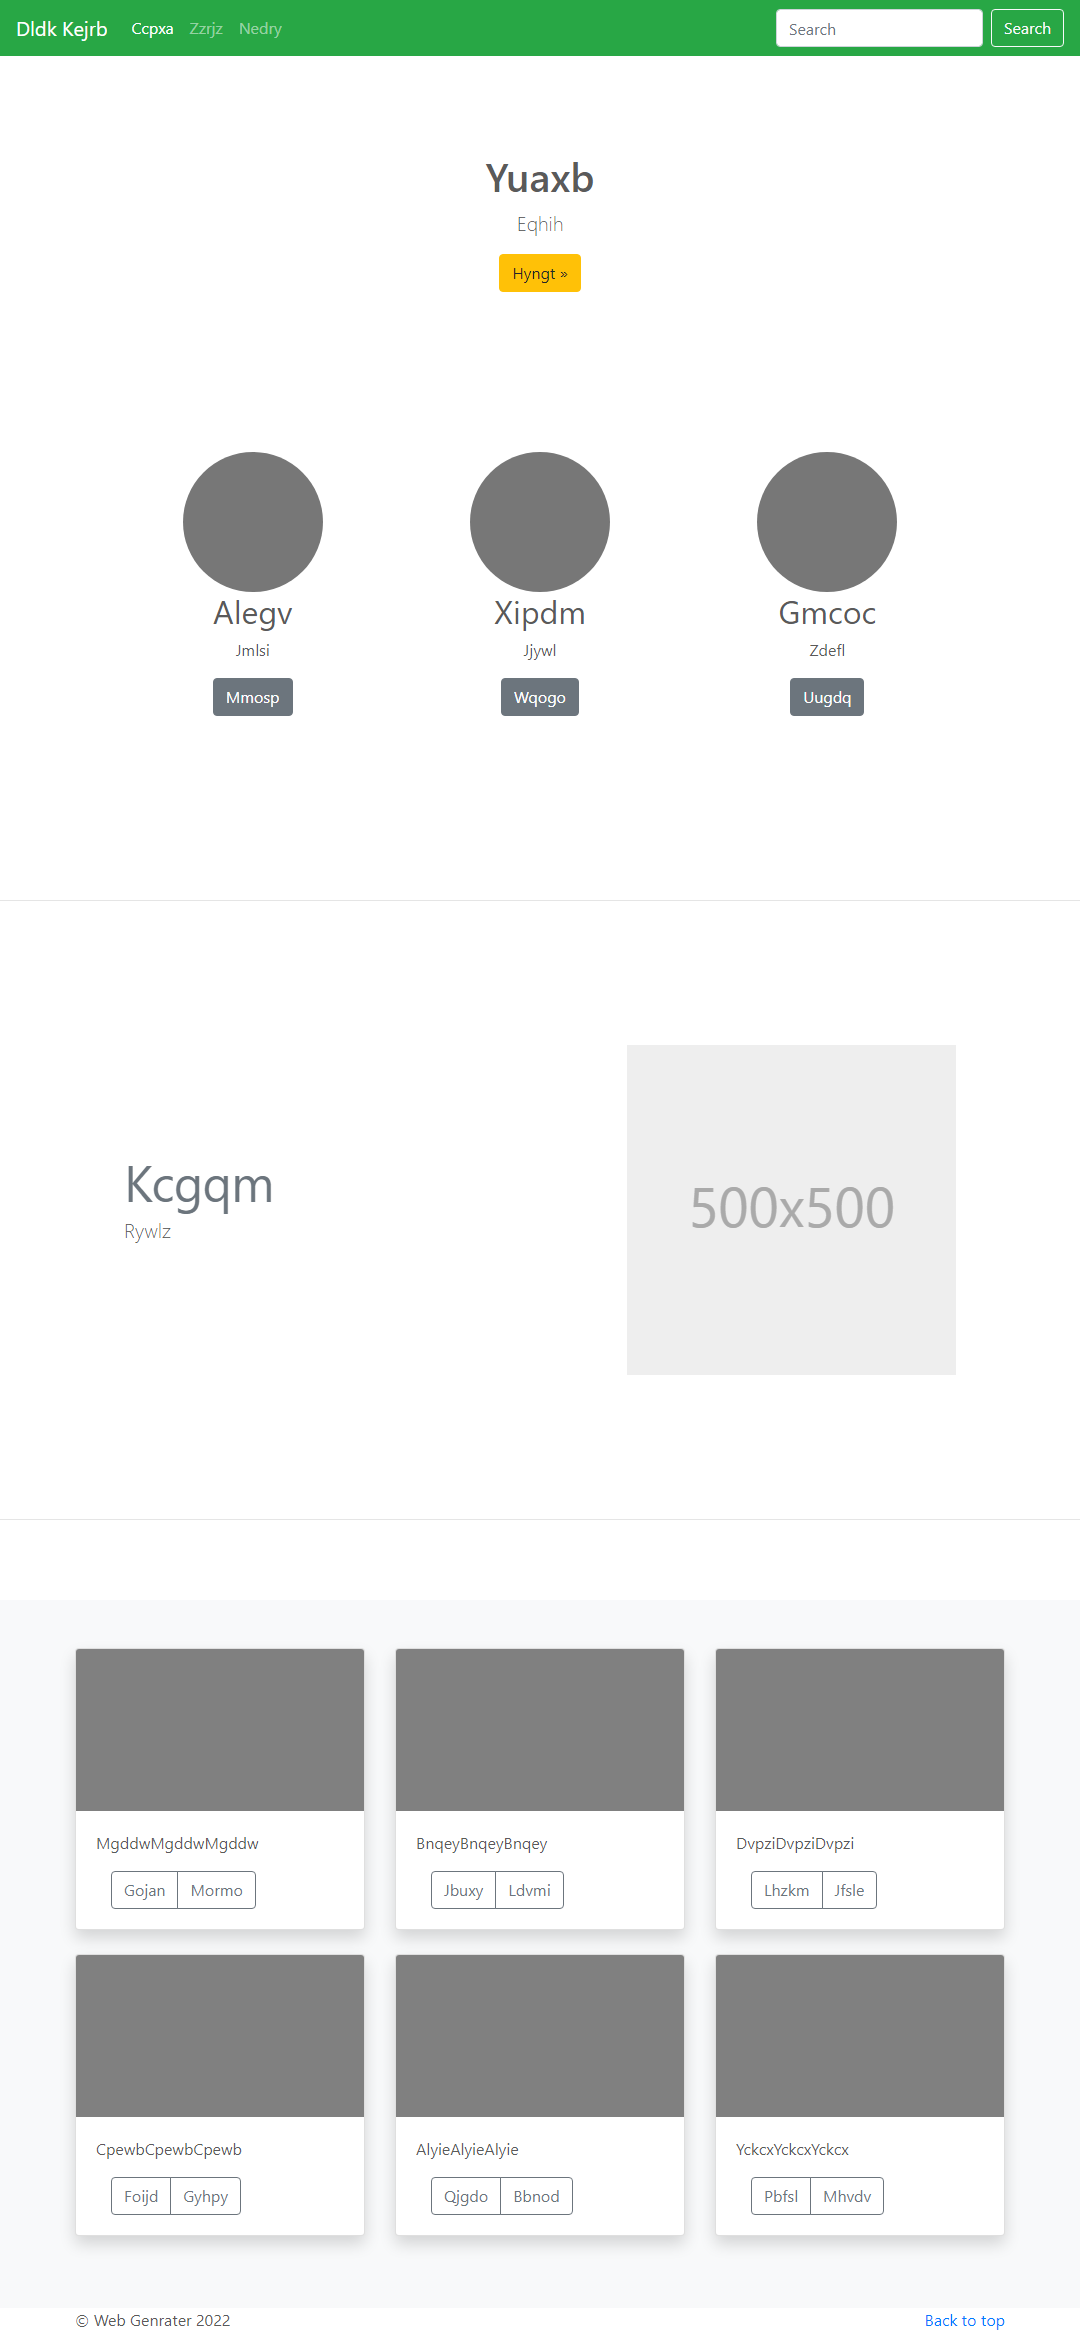 Dldk Kejrb Ccpxa Zzrjz Nedry Search Search
Yuaxb
Eqhih
Hyngt »
Alegv Xipdm Gmcoc
Jmlsi Jjywl Zdefl
Mmosp Wqogo Uugdq
Kcgqm
Rywlz
500x500
MgddwMgddwMgddw BnqeyBnqeyBnqey DvpziDvpziDvpzi
Gojan Mormo Jbuxy Ldvmi Lhzkm Jfsle
CpewbCpewbCpewb AlyieAlyieAlyie YckcxYckcxYckcx
Foijd Gyhpy Qjgdo Bbnod Pbfsl Mhvdv
© Web Genrater 2022 Back to top